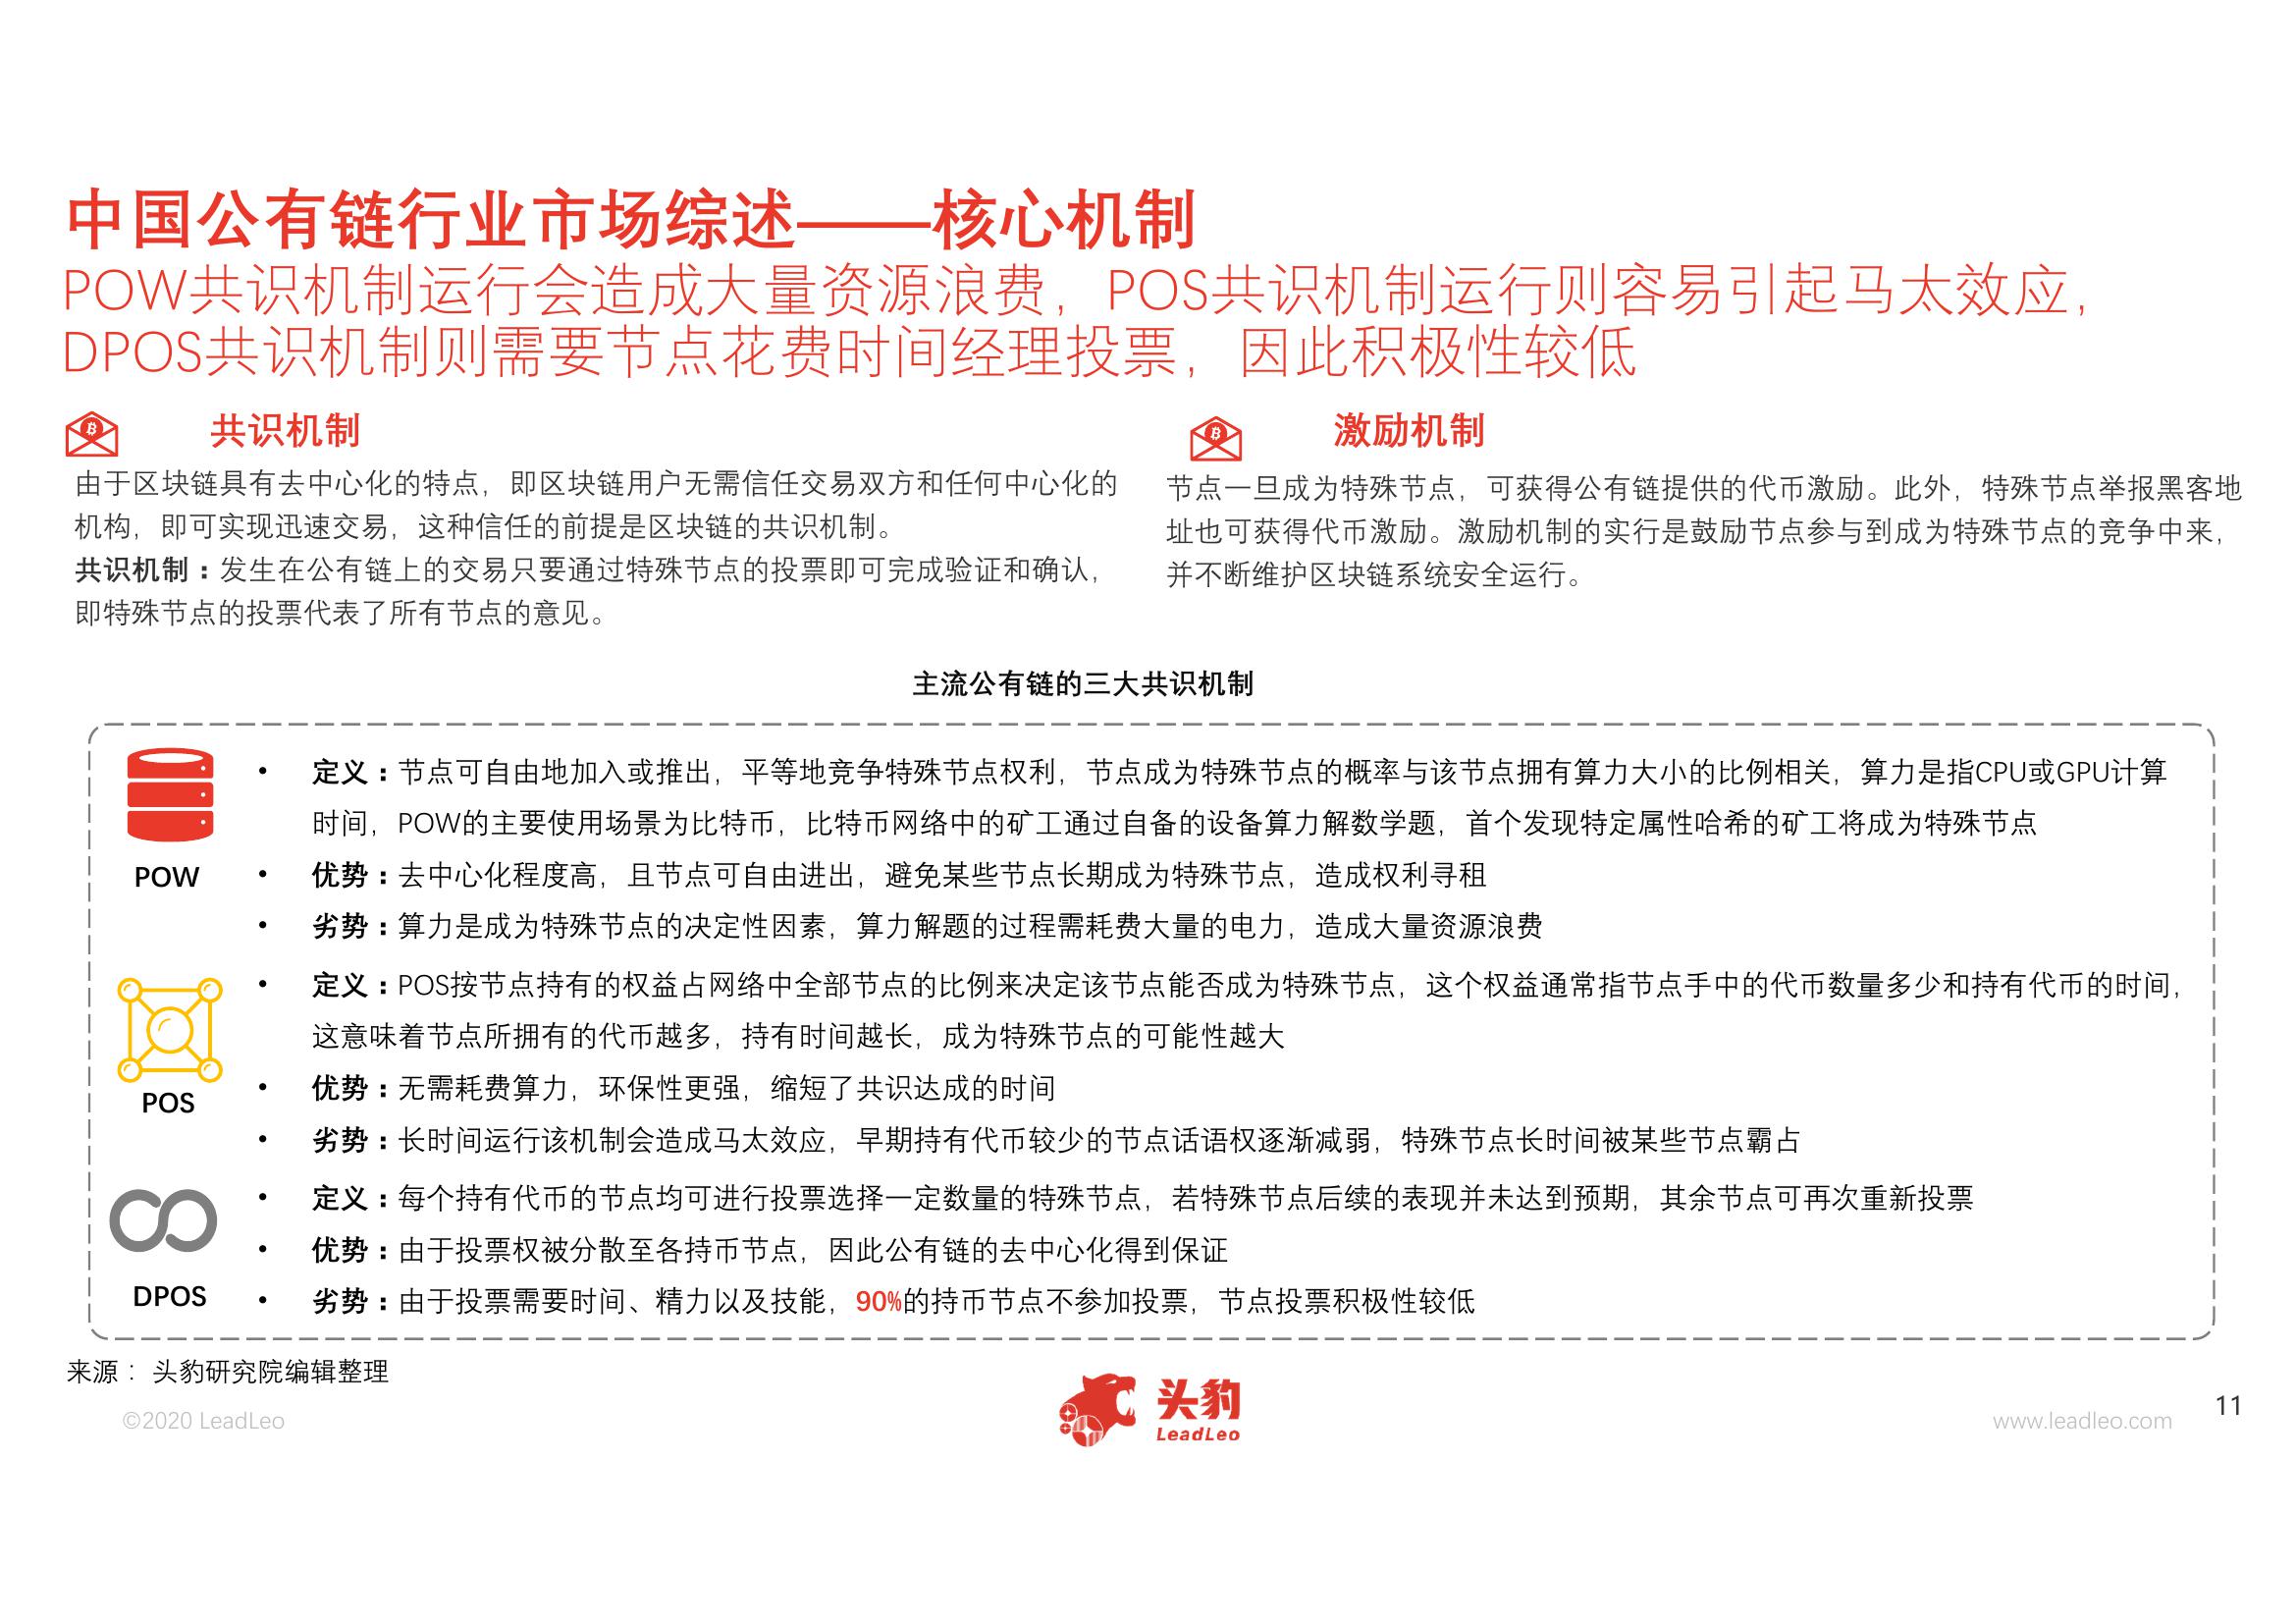 中国公有链行业市场综述——核心机制
POW共识机制运行会造成大量资源浪费，POS共识机制运行则容易引起马太效应，
DPOS共识机制则需要节点花费时间经理投票，因此积极性较低
共识机制
由于区块链具有去中心化的特点，即区块链用户无需信任交易双方和任何中心化的
机构，即可实现迅速交易，这种信任的前提是区块链的共识机制。
共识机制：发生在公有链上的交易只要通过特殊节点的投票即可完成验证和确认，
即特殊节点的投票代表了所有节点的意见。
激励机制
节点一旦成为特殊节点，可获得公有链提供的代币激励。此外，特殊节点举报黑客地
址也可获得代币激励。激励机制的实行是鼓励节点参与到成为特殊节点的竞争中来，
并不断维护区块链系统安全运行。
主流公有链的三大共识机制
POW
• 定义：节点可自由地加入或推出，平等地竞争特殊节点权利，节点成为特殊节点的概率与该节点拥有算力大小的比例相关，算力是指CPU或GPU计算
时间，POW的主要使用场景为比特币，比特币网络中的矿工通过自备的设备算力解数学题，首个发现特定属性哈希的矿工将成为特殊节点
• 优势：去中心化程度高，且节点可自由进出，避免某些节点长期成为特殊节点，造成权利寻租
• 劣势：算力是成为特殊节点的决定性因素，算力解题的过程需耗费大量的电力，造成大量资源浪费
POS
• 定义：POS按节点持有的权益占网络中全部节点的比例来决定该节点能否成为特殊节点，这个权益通常指节点手中的代币数量多少和持有代币的时间，
这意味着节点所拥有的代币越多，持有时间越长，成为特殊节点的可能性越大
• 优势：无需耗费算力，环保性更强，缩短了共识达成的时间
• 劣势：长时间运行该机制会造成马太效应，早期持有代币较少的节点话语权逐渐减弱，特殊节点长时间被某些节点霸占
DPOS
• 定义：每个持有代币的节点均可进行投票选择一定数量的特殊节点，若特殊节点后续的表现并未达到预期，其余节点可再次重新投票
• 优势：由于投票权被分散至各持币节点，因此公有链的去中心化得到保证
• 劣势：由于投票需要时间、精力以及技能，90%的持币节点不参加投票，节点投票积极性较低
来源：头豹研究院编辑整理
©2020 LeadLeo
头豹
LeadLeo
www.leadleo.com
11